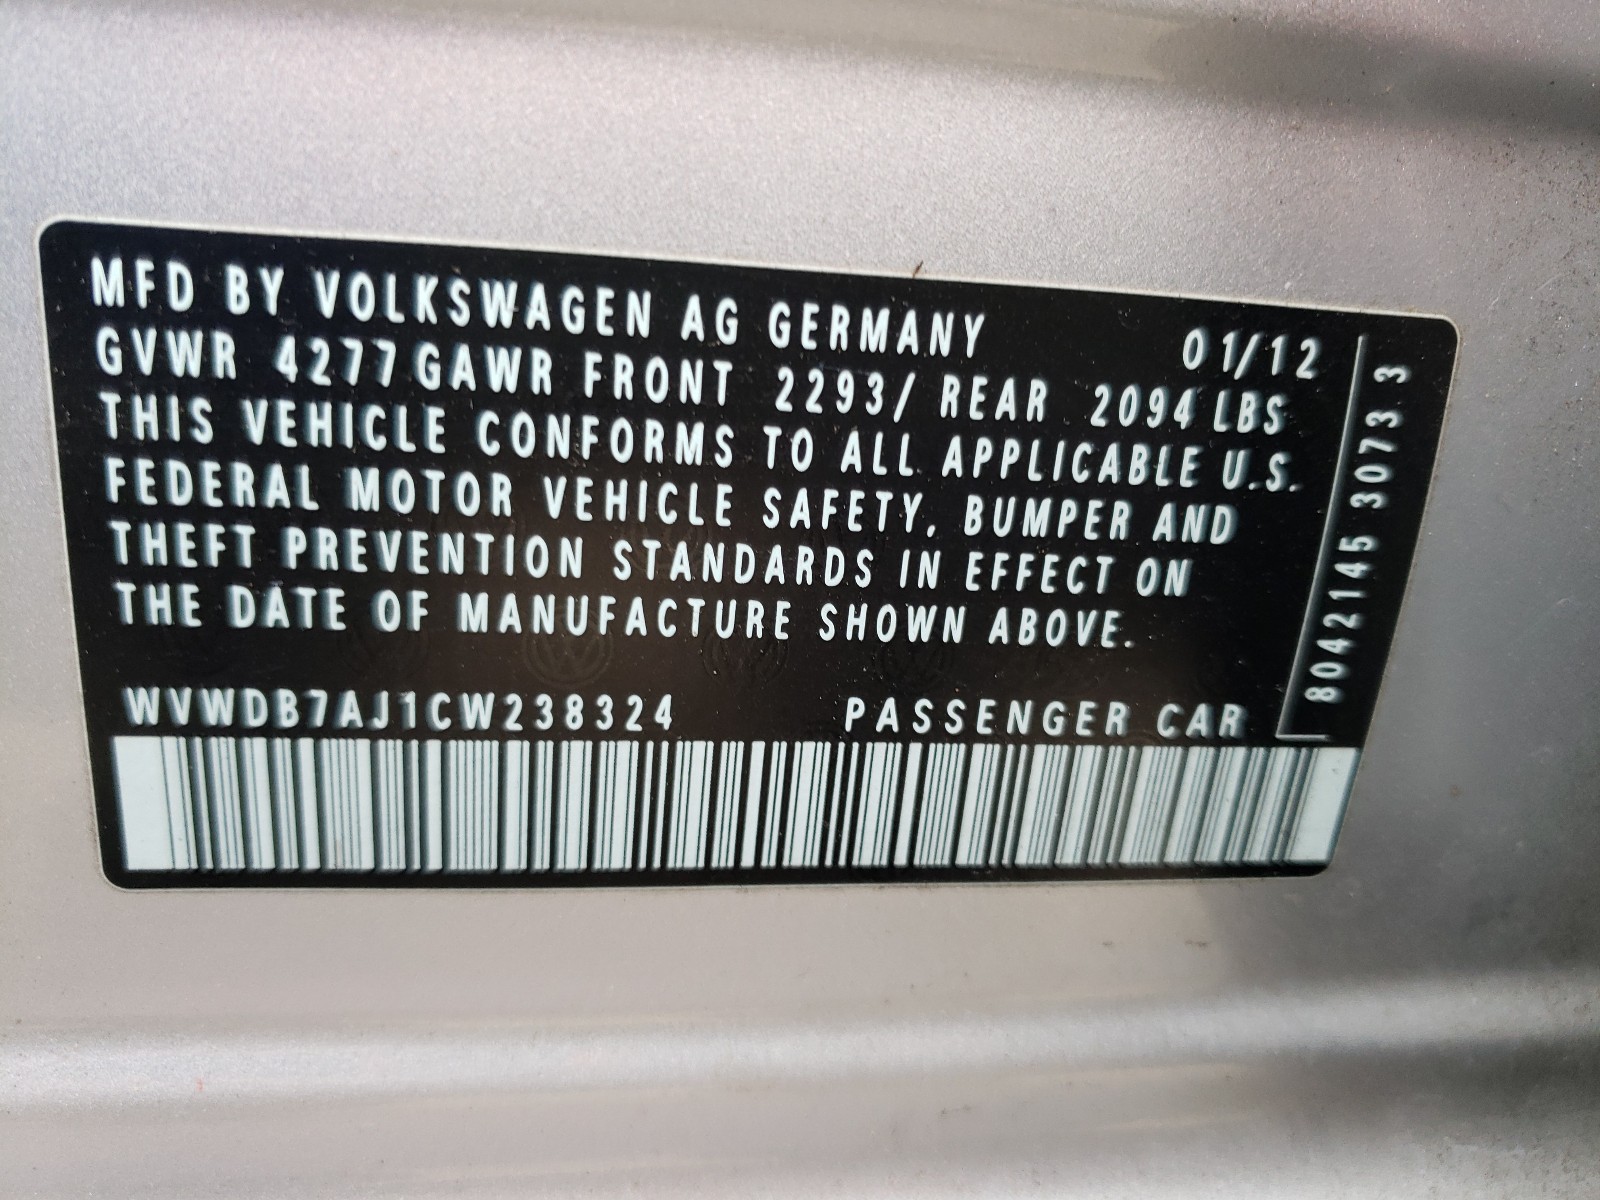 MFD BY VOLKSWAGEN AG GERMANY 01/12
GVWR 4277 GAWR FRONT 2293/ REAR 2094 LBS
THIS VEHICLE CONFORMS TO ALL APPLICABLE U.S.
FEDERAL MOTOR VEHICLE SAFETY, BUMPER AND
THEFT PREVENTION STANDARDS IN EFFECT ON
THE DATE OF MANUFACTURE SHOWN ABOVE.
WVWDB7AJ1CW238324 PASSENGER CAR
8042145 3073 3